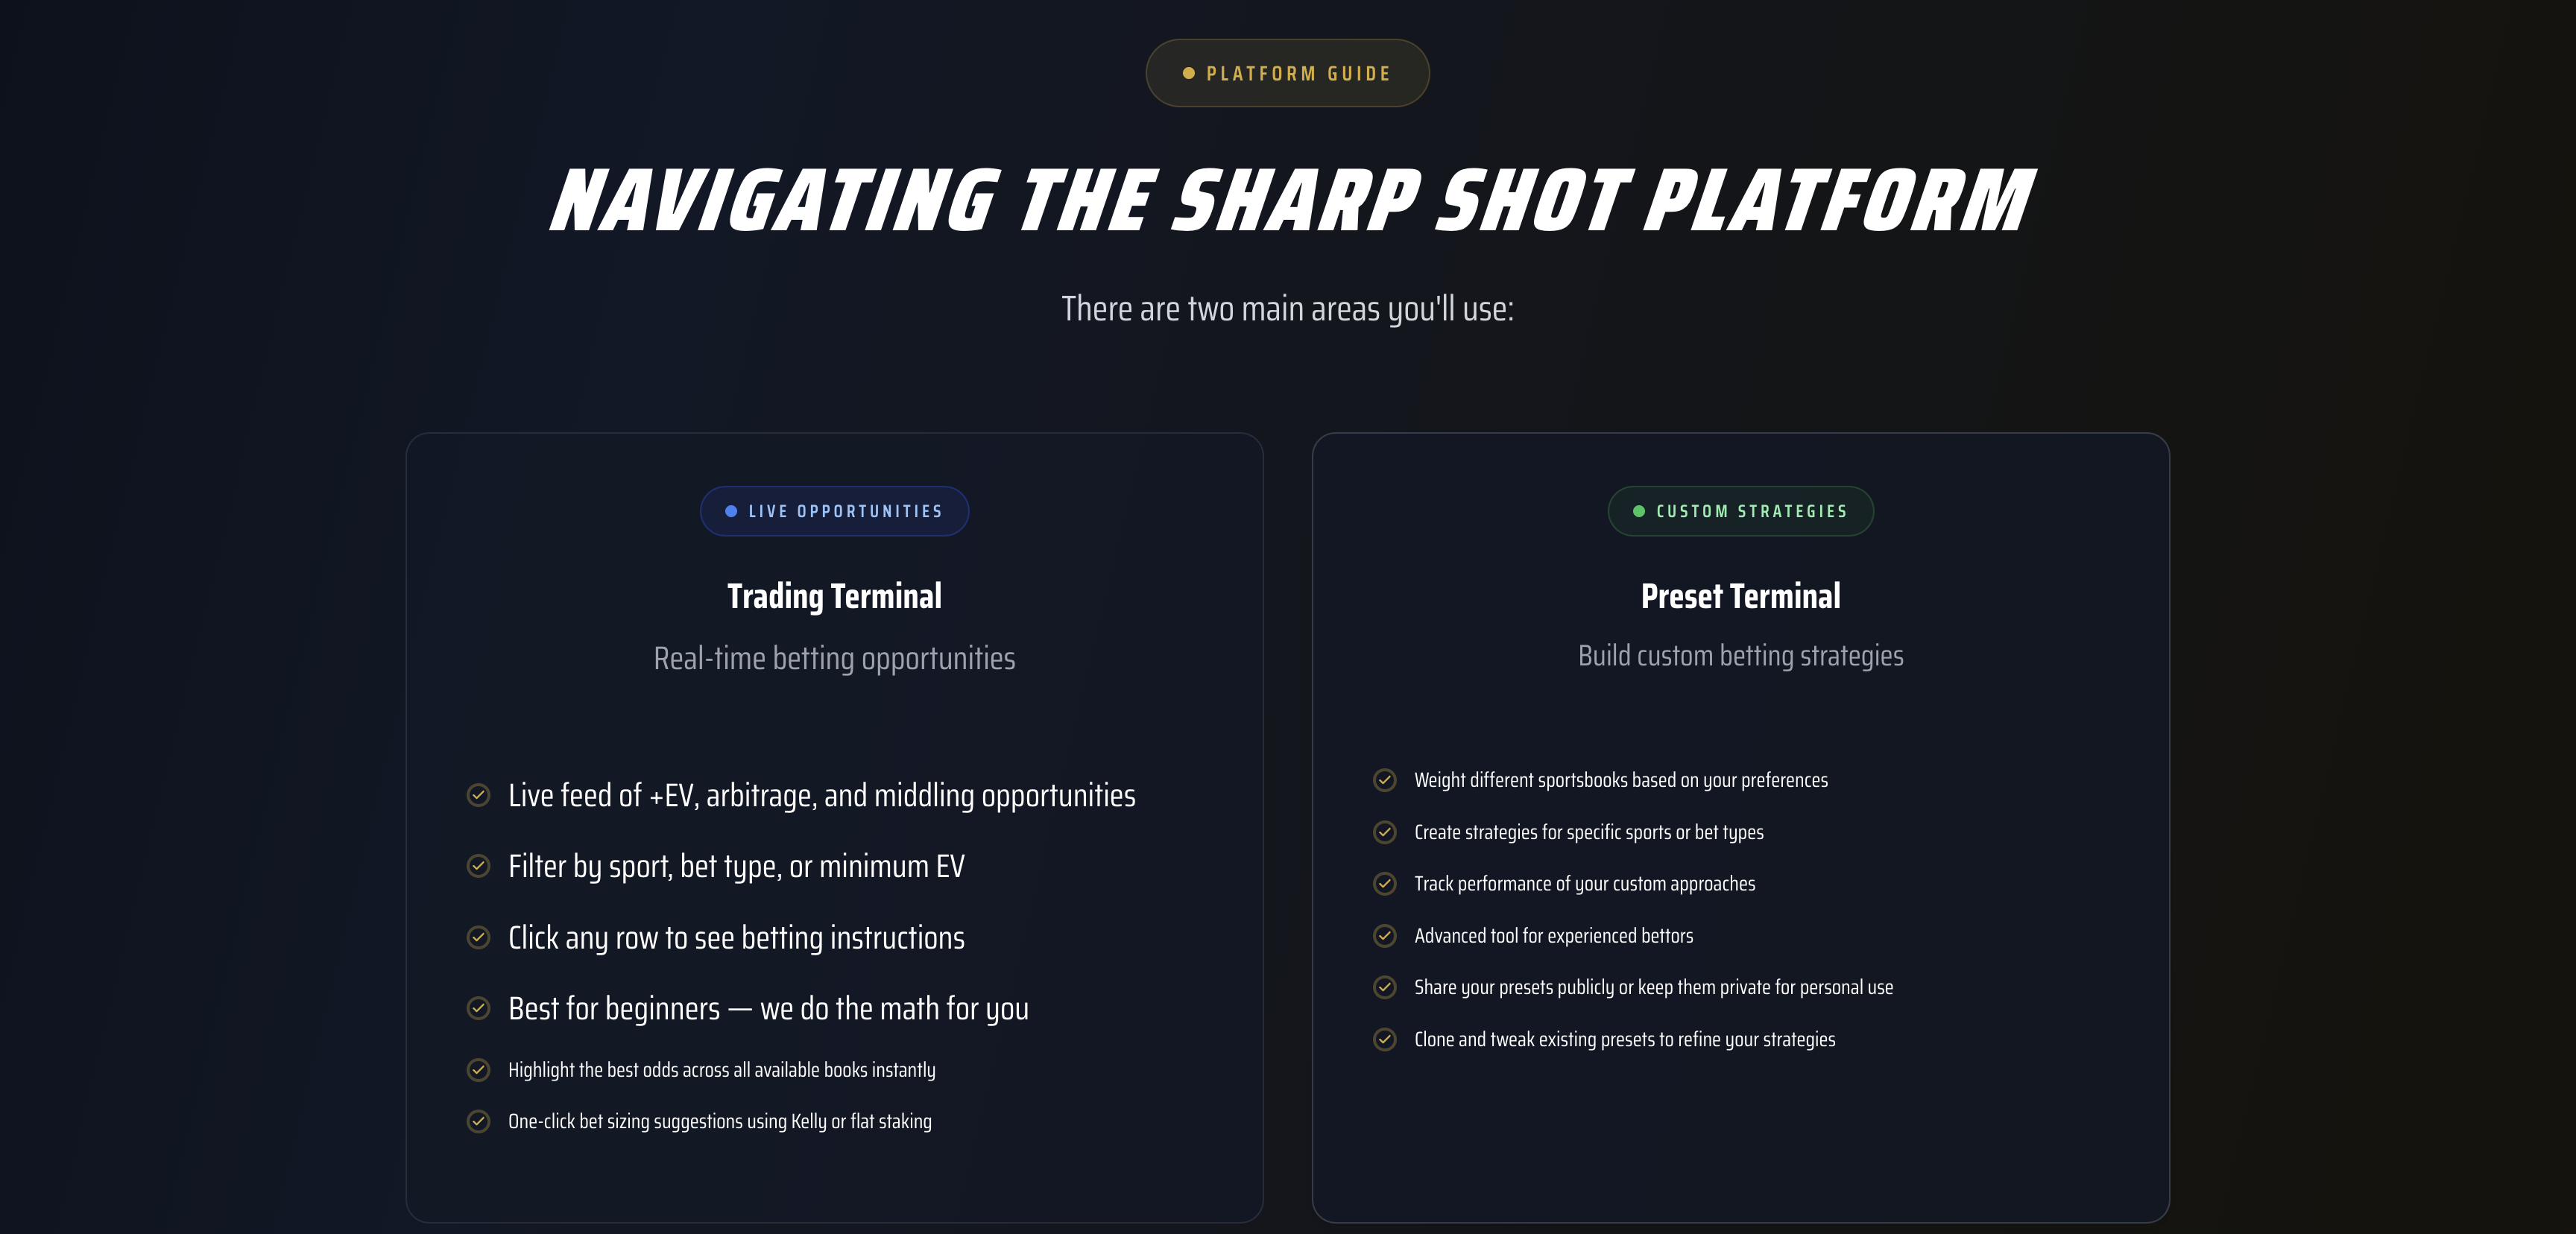 PLATFORM GUIDE
NAVIGATING THE SHARP SHOT PLATFORM
There are two main areas you'll use:
LIVE OPPORTUNITIES
Trading Terminal
Real-time betting opportunities
Live feed of +EV, arbitrage, and middling opportunities
Filter by sport, bet type, or minimum EV
Click any row to see betting instructions
Best for beginners — we do the math for you
Highlight the best odds across all available books instantly
One-click bet sizing suggestions using Kelly or flat staking
CUSTOM STRATEGIES
Preset Terminal
Build custom betting strategies
Weight different sportsbooks based on your preferences
Create strategies for specific sports or bet types
Track performance of your custom approaches
Advanced tool for experienced bettors
Share your presets publicly or keep them private for personal use
Clone and tweak existing presets to refine your strategies